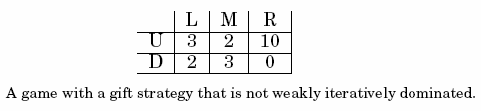 L M R
U 3 2 10
D 2 3 0
A game with a gift strategy that is not weakly iteratively dominated.